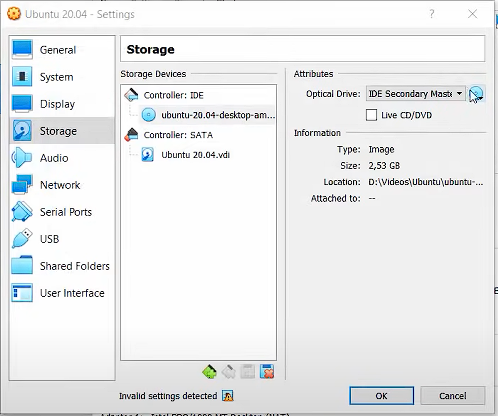 Ubuntu 20.04 - Settings
General
System
Display
Storage
Audio
Network
Serial Ports
USB
Shared Folders
User Interface
Storage
Storage Devices
Controller: IDE
ubuntu-20.04-desktop-am...
Controller: SATA
Ubuntu 20.04.vdi
Attributes
Optical Drive: IDE Secondary Maste
Live CD/DVD
Information
Type: Image
Size: 2,53 GB
Location: D:\Videos\Ubuntu\ubuntu-...
Attached to: --
Invalid settings detected
OK
Cancel